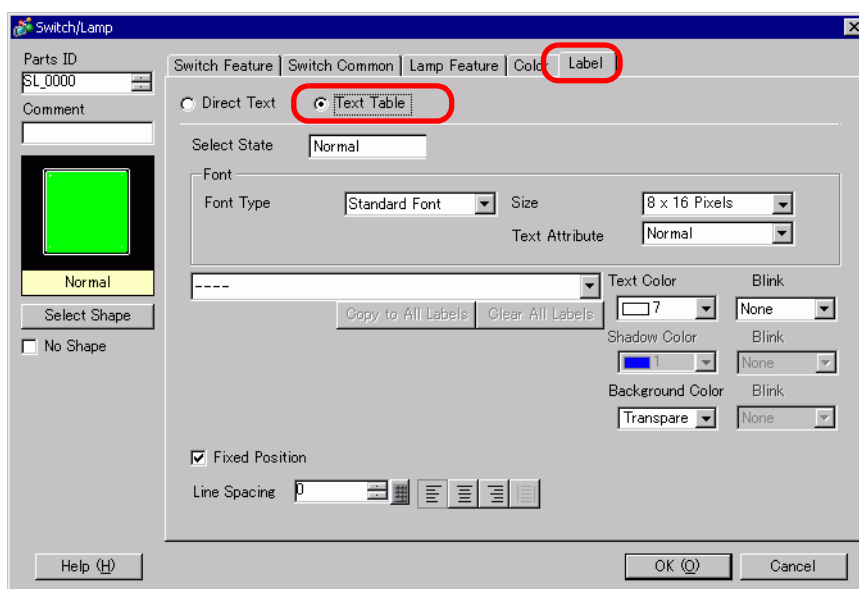 Switch/Lamp
Parts ID
SL_0000
Comment
Normal
Select Shape
No Shape
Switch Feature Switch Common Lamp Feature Color Label
Direct Text Text Table
Select State Normal
Font
Font Type Standard Font Size 8 x 16 Pixels
Text Attribute Normal
----
Copy to All Labels Clear All Labels
Text Color Blink
7 None
Shadow Color Blink
1 None
Background Color Blink
Transpare None
Fixed Position
Line Spacing 0
Help (H) OK (O) Cancel